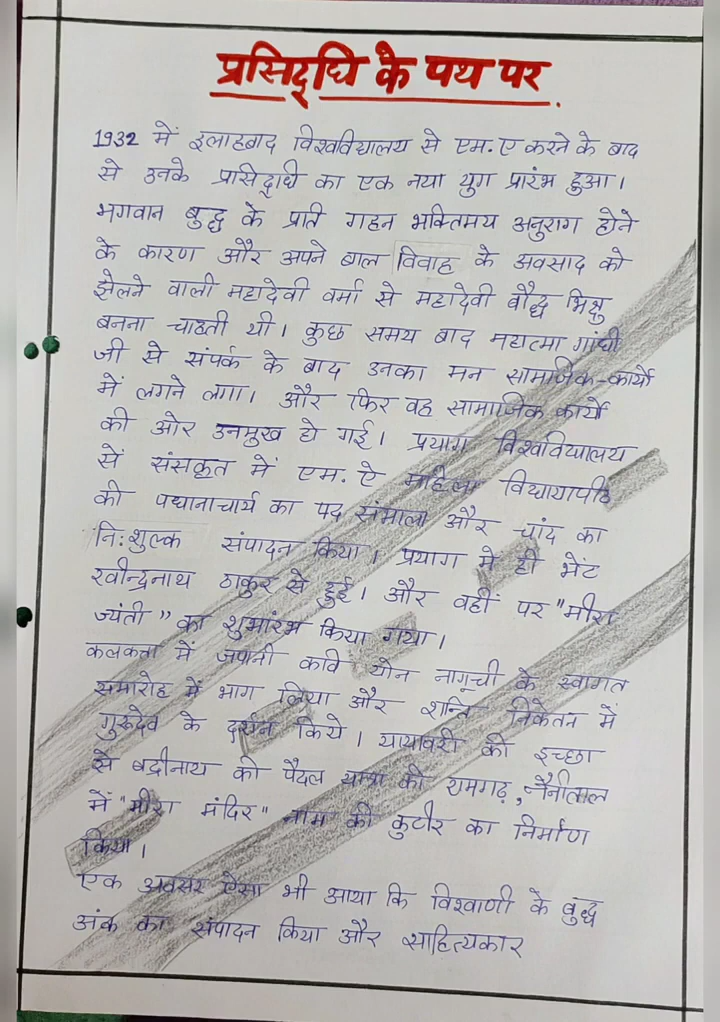 प्रसिद्धि के पथ पर
1932 में इलाहबाद विश्वविद्यालय से एम.ए करने के बाद
से उनके प्रासिद्धि का एक नया युग प्रारंभ हुआ।
भगवान बुद्ध के प्रति गहन भक्तिमय अनुराग होने
के कारण और अपने बाल विवाह के अवसाद को
झेलने वाली महादेवी वर्मा से महादेवी बौद्ध भिक्षु
बनना चाहती थी। कुछ समय बाद महात्मा गांधी
जी से संपर्क के बाद उनका मन सामाजिक-कार्यो
में लगने लगा। और फिर वह सामाजिक कार्यो
की ओर उनमुख हो गई। प्रयाग विश्वविद्यालय
से संसकृत में एम.ऐ महिला विद्यायापीठ
की पधानाचार्य का पद संभाला और चांद का
नि:शुल्क संपादन किया। प्रयाग में ही भेंट
रवीन्द्रनाथ ठाकुर से हुई। और वहीं पर "मीरा
ज्यंती" का शुभारंभ किया गया।
कलकत्ता में जपानी कवि योन नागूची के स्वागत
समारोह में भाग लिया और शान्ति निकेतन में
गुरुदेव के दर्शन किये। यायावरी की इच्छा
से बद्रीनाथ की पैदल यात्रा की रामगढ़, नैनीताल
में "मीरा मंदिर" नाम की कुटीर का निर्माण
किया।
एक अवसर ऐसा भी आया कि विश्वाणी के बुद्ध
अंक का संपादन किया और साहित्यकार